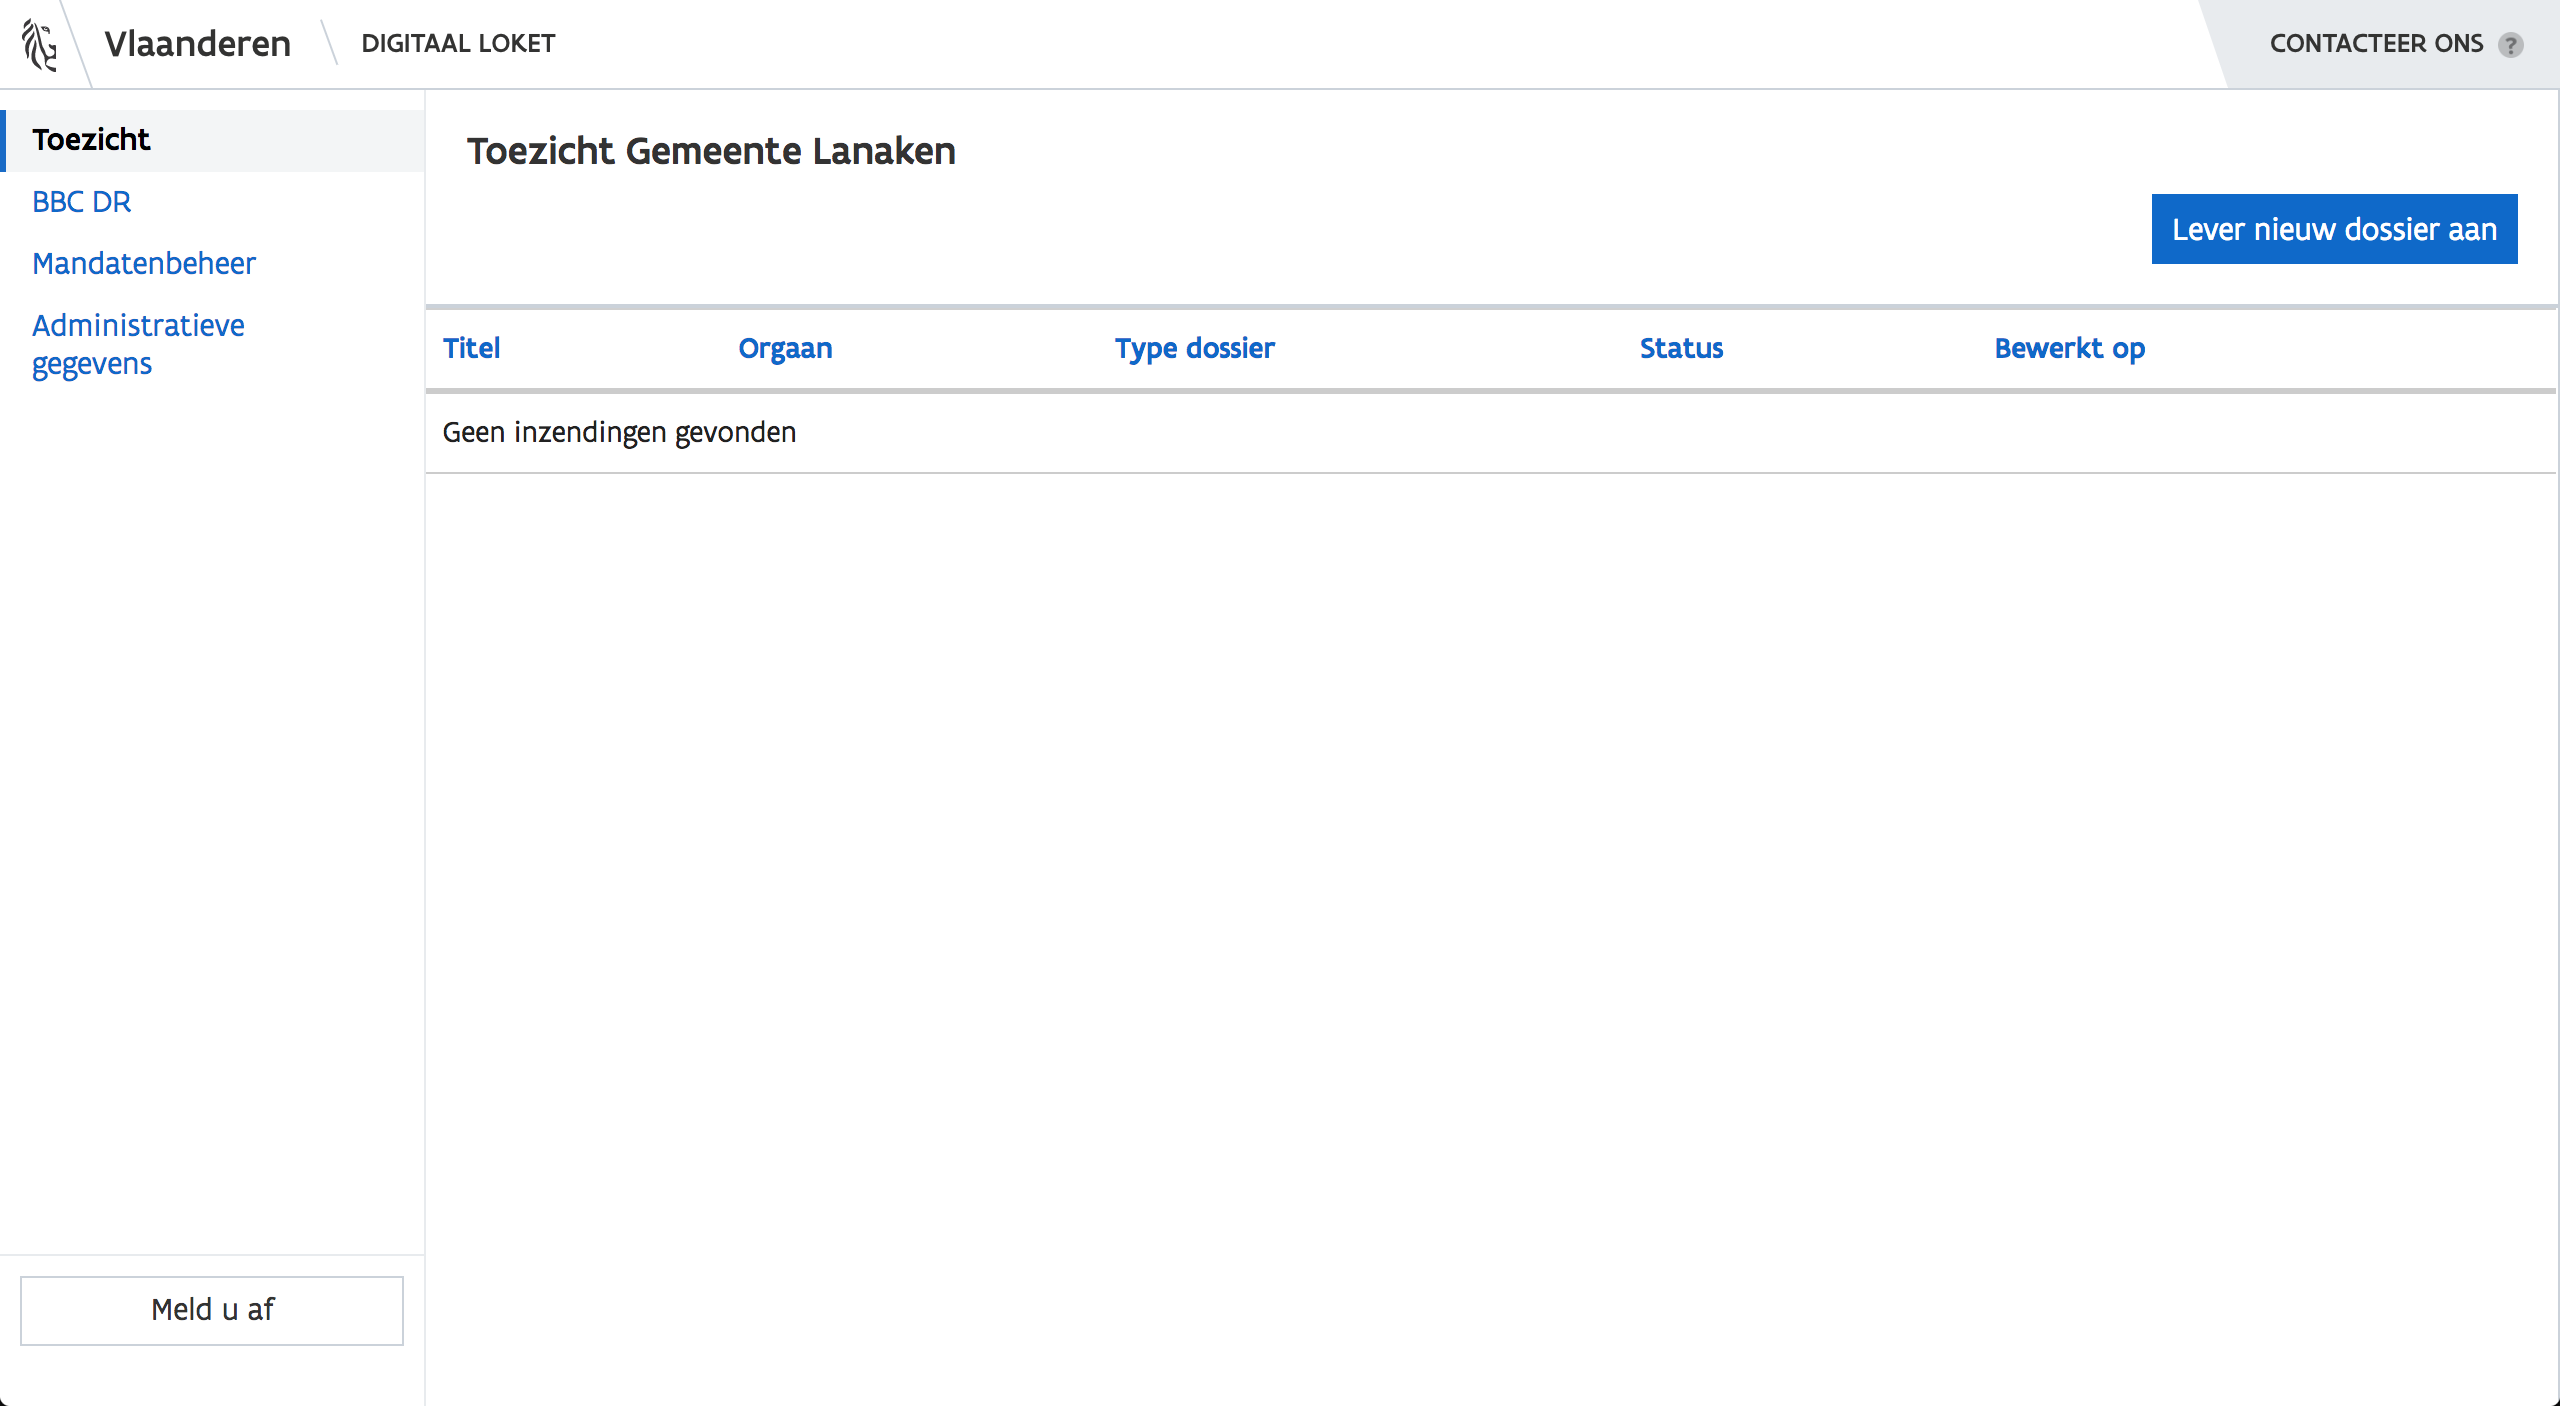 Vlaanderen
DIGITAAL LOKET
CONTACTEER ONS ?
Toezicht
BBC DR
Mandatenbeheer
Administratieve
gegevens
Meld u af
Toezicht Gemeente Lanaken
Lever nieuw dossier aan
Titel Orgaan Type dossier Status Bewerkt op
Geen inzendingen gevonden